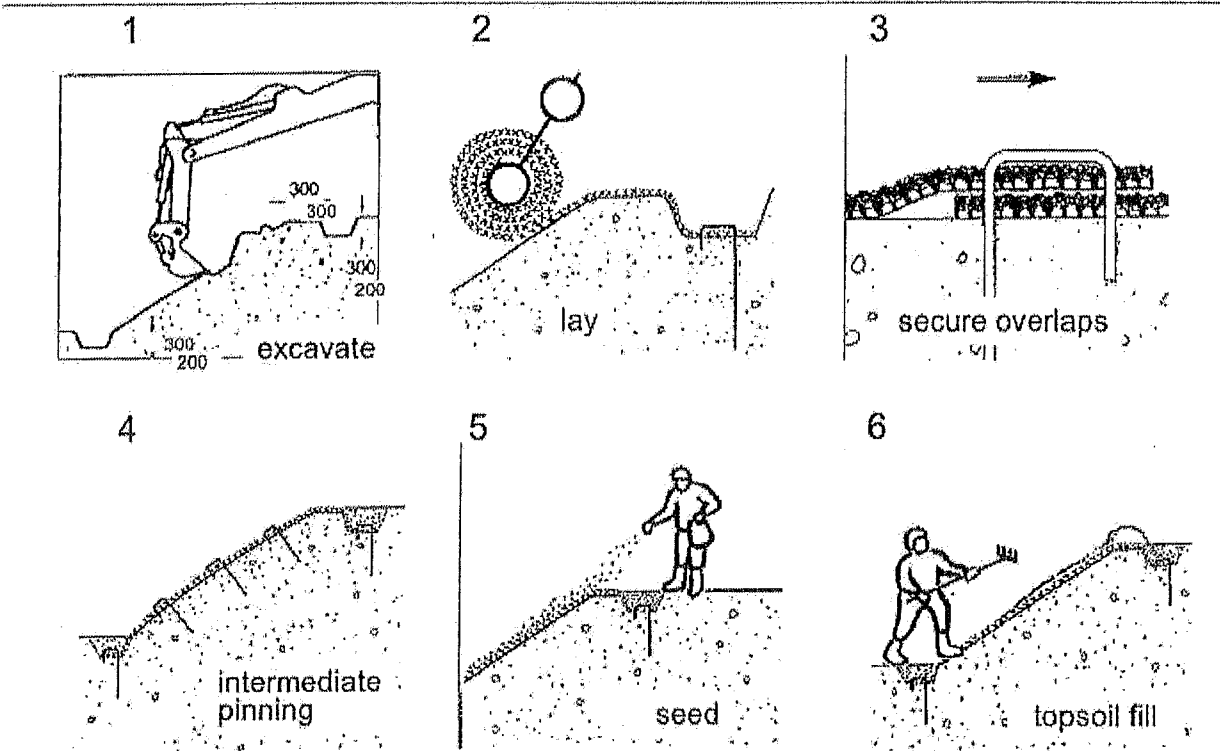 1
2
3
300
300
300
200
300
200
excavate
lay
secure overlaps
4
5
6
intermediate
pinning
seed
topsoil fill